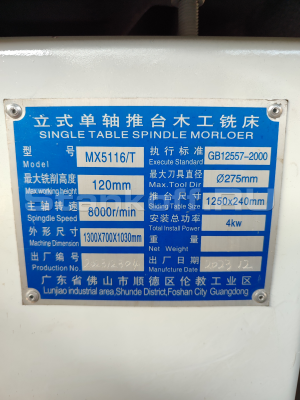 立式单轴推台木工铣床
SINGLE TABLE SPINDLE MORLOER
型号 MX5116/T 执行标准 GB12557-2000
Model Execute Standard
最大铣削高度 120mm 最大刀具直径 Ø275mm
Max.working height Max.Tool Dir
主轴转速 8000r/min 推台尺寸 1250x240mm
Spingdle Speed Sliding Table Size
外形尺寸 1300X700X1030mm 安装总功率 4kw
Machine Dimension Total Install Power
重量
Net Weight
出厂编号 出厂日期 2023 12
Production No. Manufcture Date
广东省佛山市顺德区伦教工业区
Lunjiao industrial area,Shunde District,Foshan City Guangdong